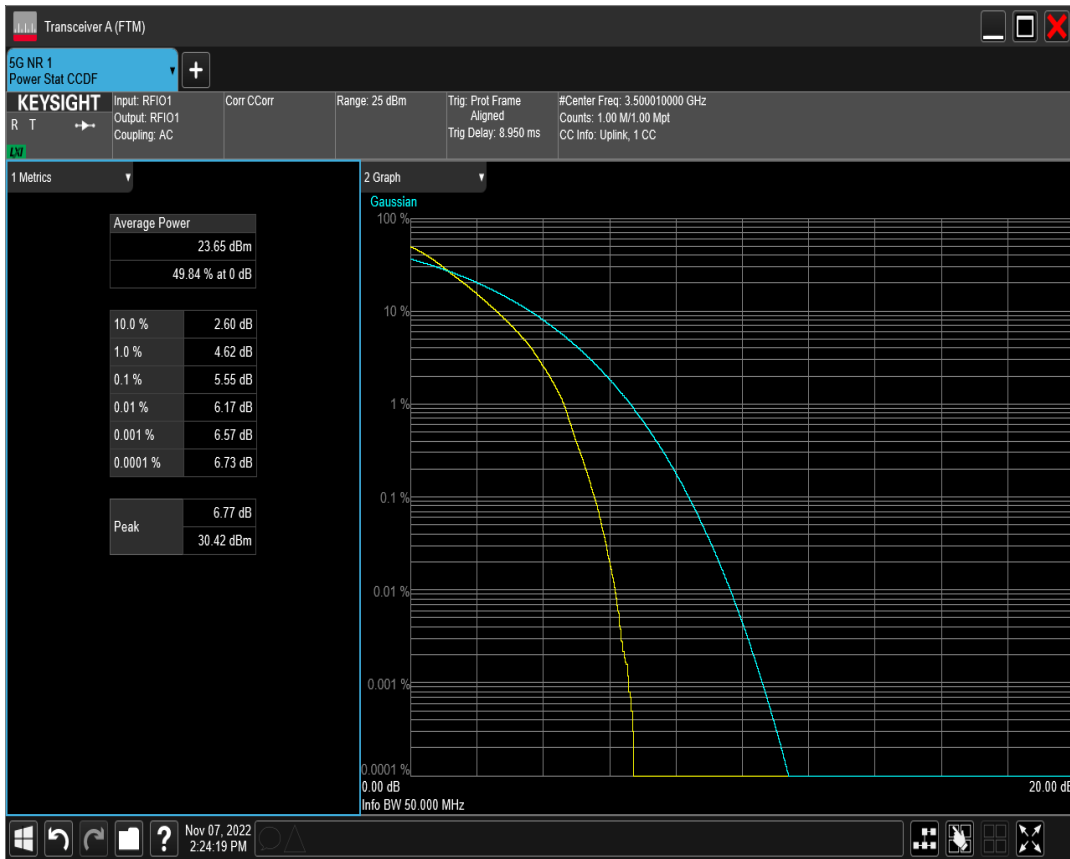 Transceiver A (FTM)
5G NR 1
Power Stat CCDF
+
KEYSIGHT
R T
LXI
Input: RFIO1
Output: RFIO1
Coupling: AC
Corr CCorr
Range: 25 dBm
Trig: Prot Frame
Aligned
Trig Delay: 8.950 ms
#Center Freq: 3.500010000 GHz
Counts: 1.00 M/1.00 Mpt
CC Info: Uplink, 1 CC
1 Metrics
Average Power
23.65 dBm
49.84 % at 0 dB
10.0 % 2.60 dB
1.0 % 4.62 dB
0.1 % 5.55 dB
0.01 % 6.17 dB
0.001 % 6.57 dB
0.0001 % 6.73 dB
Peak 6.77 dB
30.42 dBm
2 Graph
Gaussian
100 %
10 %
1 %
0.1 %
0.01 %
0.001 %
0.0001 %
0.00 dB 20.00 dB
Info BW 50.000 MHz
?
Nov 07, 2022
2:24:19 PM